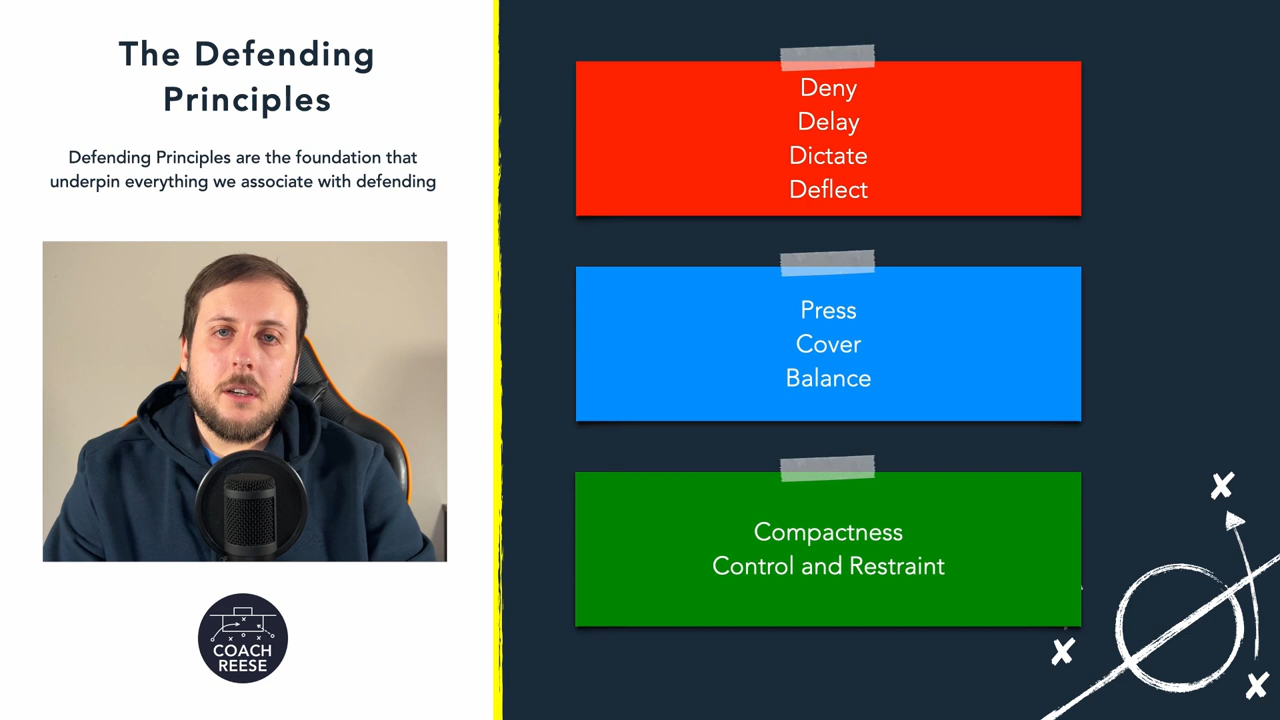 The Defending
Principles
Defending Principles are the foundation that
underpin everything we associate with defending
COACH
REESE
Deny
Delay
Dictate
Deflect
Press
Cover
Balance
Compactness
Control and Restraint